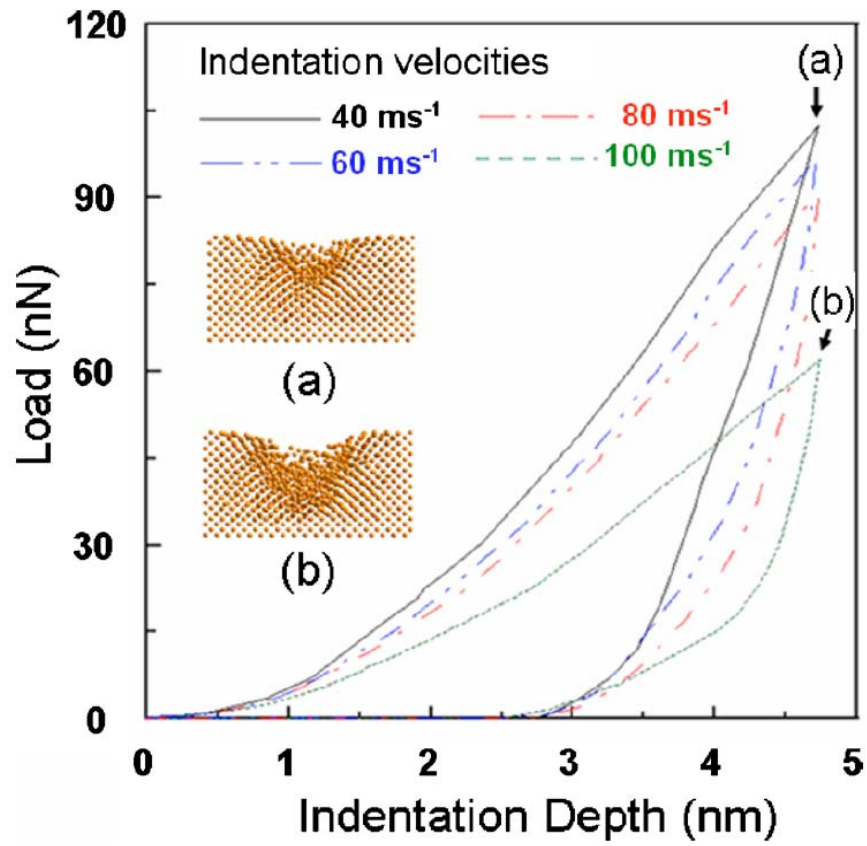 120
90
60
30
0
Load (nN)
Indentation velocities
40 ms⁻¹
80 ms⁻¹
60 ms⁻¹
100 ms⁻¹
(a)
(b)
(a)
(b)
0 1 2 3 4 5
Indentation Depth (nm)